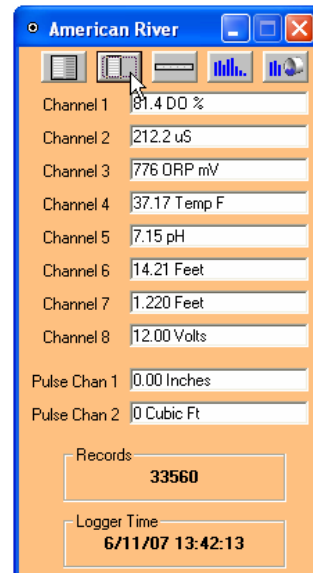 American River
Channel 1 81.4 DO %
Channel 2 212.2 uS
Channel 3 776 ORP mV
Channel 4 37.17 Temp F
Channel 5 7.15 pH
Channel 6 14.21 Feet
Channel 7 1.220 Feet
Channel 8 12.00 Volts
Pulse Chan 1 0.00 Inches
Pulse Chan 2 0 Cubic Ft
Records
33560
Logger Time
6/11/07 13:42:13